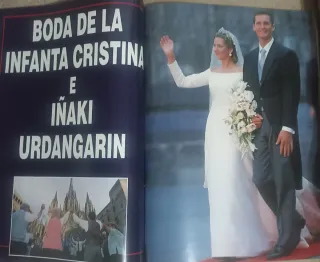 BODA DE LA
INFANTA CRISTINA
E
IÑAKI
URDANGARIN